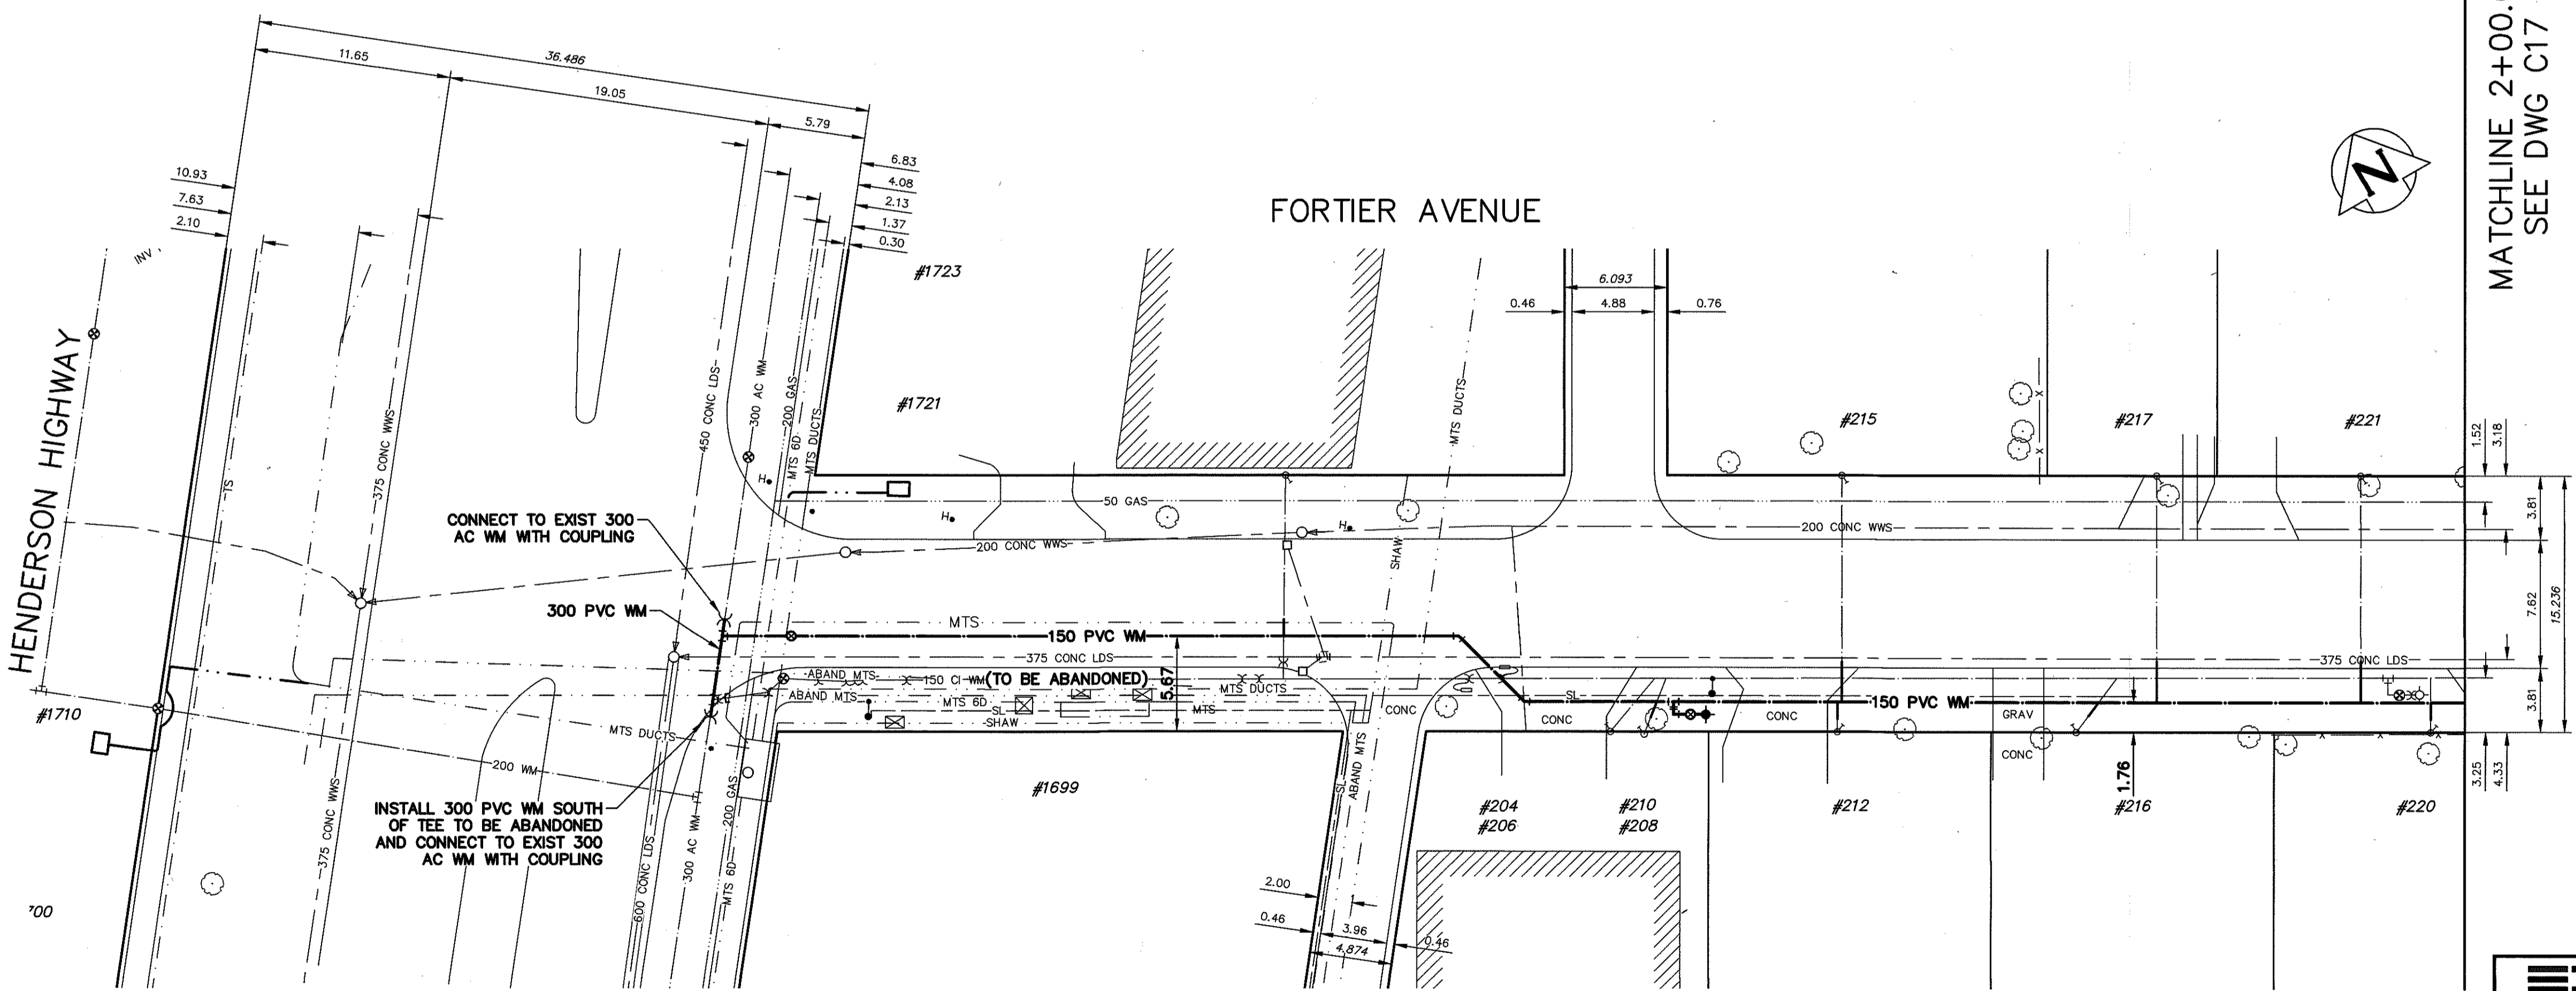 36.486
11.65
19.05
5.79
10.93
7.63
2.10
6.83
4.08
2.13
1.37
0.30
INV
HENDERSON HIGHWAY
FORTIER AVENUE
N
MATCHLINE 2+00.
SEE DWG C17
#1723
#1721
6.093
0.46
4.88
0.76
#215
#217
#221
1.52
3.18
3.81
7.62
15.236
3.81
3.25
4.33
TS
375 CONC WWS
450 CONC LDS
300 AC WM
200 GAS
MTS 6D
MTS DUCTS
H
H
H
50 GAS
MTS DUCTS
SHAW
200 CONC WWS
200 CONC WWS
CONNECT TO EXIST 300
AC WM WITH COUPLING
300 PVC WM
MTS
150 PVC WM
375 CONC LDS
375 CONC LDS
ABAND MTS
150 CI WM
(TO BE ABANDONED)
5.67
ABAND MTS
MTS DUCTS
MTS 6D
SL
MTS
SHAW
CONC
SL
CONC
CONC
150 PVC WM
GRAV
CONC
1.76
#1710
MTS DUCTS
200 WM
INSTALL 300 PVC WM SOUTH
OF TEE TO BE ABANDONED
AND CONNECT TO EXIST 300
AC WM WITH COUPLING
375 CONC WWS
600 CONC LDS
300 AC WM
MTS 6D
200 GAS
#1699
SL
ABAND MTS
#204
#206
#210
#208
#212
#216
#220
2.00
0.46
3.96
4.874
0.46
700